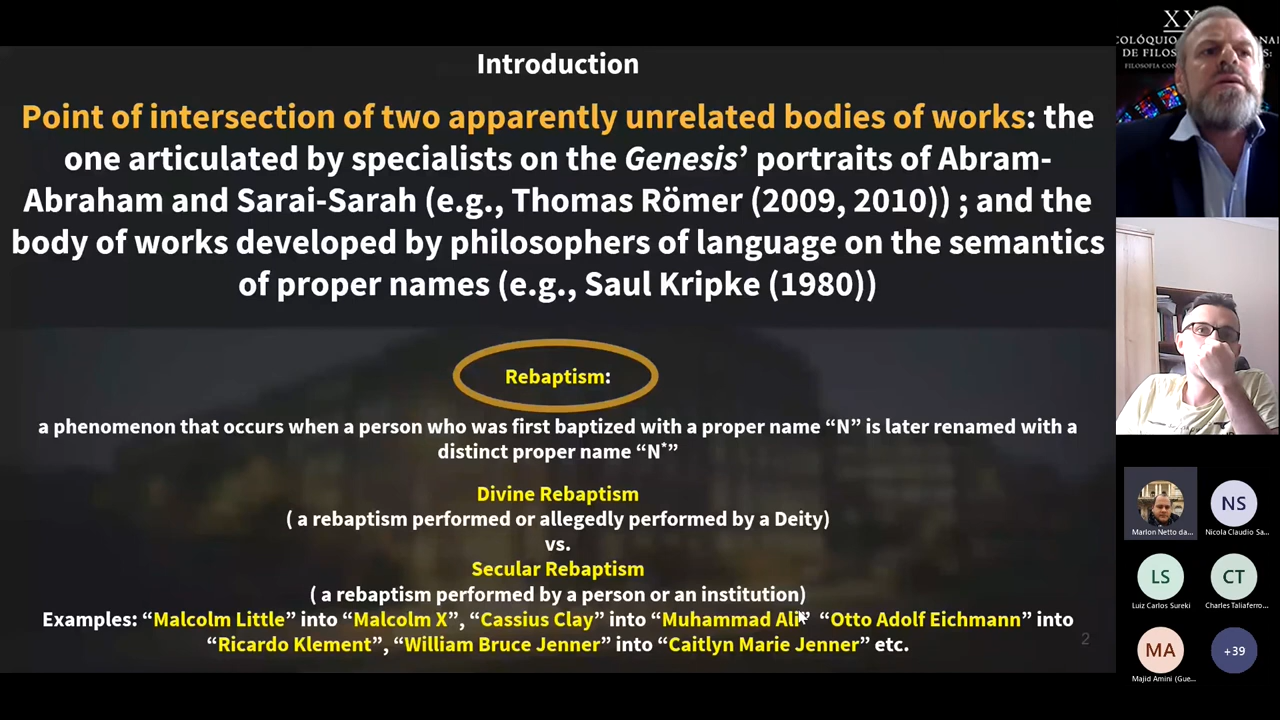 Introduction
Point of intersection of two apparently unrelated bodies of works: the
one articulated by specialists on the Genesis’ portraits of Abram-
Abraham and Sarai-Sarah (e.g., Thomas Römer (2009, 2010)) ; and the
body of works developed by philosophers of language on the semantics
of proper names (e.g., Saul Kripke (1980))
Rebaptism:
a phenomenon that occurs when a person who was first baptized with a proper name “N” is later renamed with a
distinct proper name “N*”
Divine Rebaptism
( a rebaptism performed or allegedly performed by a Deity)
vs.
Secular Rebaptism
( a rebaptism performed by a person or an institution)
Examples: “Malcolm Little” into “Malcolm X”, “Cassius Clay” into “Muhammad Ali” “Otto Adolf Eichmann” into
“Ricardo Klement”, “William Bruce Jenner” into “Caitlyn Marie Jenner” etc.
2
XX
COLÓQUIO
DE FILOS
Marlon Netto da...
NS
Nicola Claudio Sa...
LS
Luiz Carlos Sureki
CT
Charles Taliaferro...
MA
Majid Amini (Gue...
+39